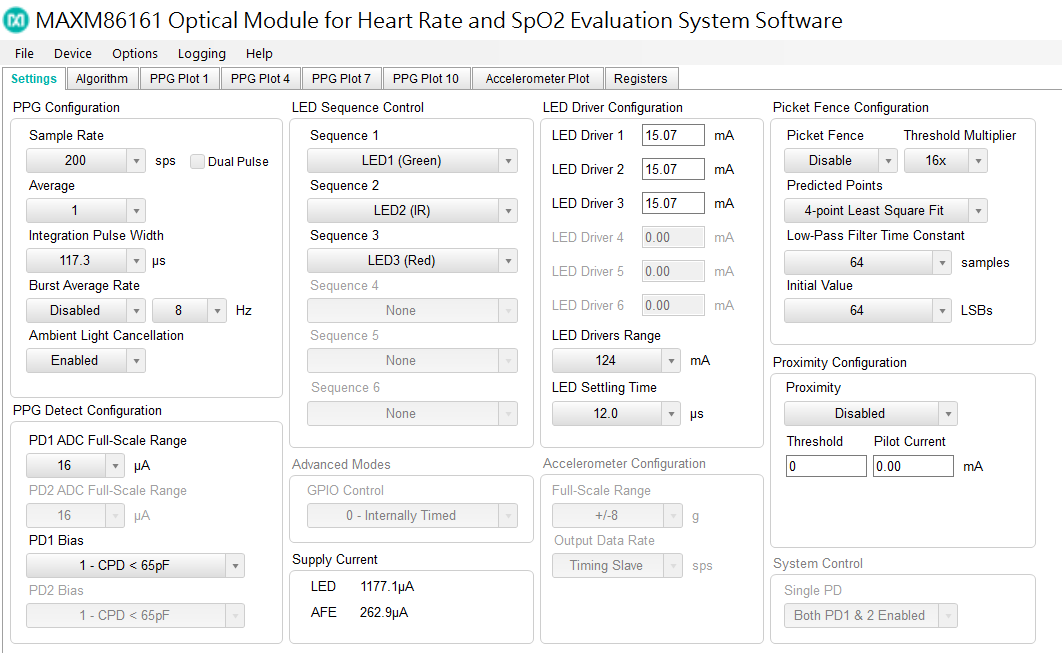 MAXM86161 Optical Module for Heart Rate and SpO2 Evaluation System Software
File Device Options Logging Help
Settings Algorithm PPG Plot 1 PPG Plot 4 PPG Plot 7 PPG Plot 10 Accelerometer Plot Registers
PPG Configuration
Sample Rate
200 sps Dual Pulse
Average
1
Integration Pulse Width
117.3 µs
Burst Average Rate
Disabled 8 Hz
Ambient Light Cancellation
Enabled
PPG Detect Configuration
PD1 ADC Full-Scale Range
16 µA
PD2 ADC Full-Scale Range
16 µA
PD1 Bias
1 - CPD < 65pF
PD2 Bias
1 - CPD < 65pF
LED Sequence Control
Sequence 1
LED1 (Green)
Sequence 2
LED2 (IR)
Sequence 3
LED3 (Red)
Sequence 4
None
Sequence 5
None
Sequence 6
None
Advanced Modes
GPIO Control
0 - Internally Timed
Supply Current
LED 1177.1µA
AFE 262.9µA
LED Driver Configuration
LED Driver 1 15.07 mA
LED Driver 2 15.07 mA
LED Driver 3 15.07 mA
LED Driver 4 0.00 mA
LED Driver 5 0.00 mA
LED Driver 6 0.00 mA
LED Drivers Range
124 mA
LED Settling Time
12.0 µs
Accelerometer Configuration
Full-Scale Range
+/-8 g
Output Data Rate
Timing Slave sps
Picket Fence Configuration
Picket Fence Threshold Multiplier
Disable 16x
Predicted Points
4-point Least Square Fit
Low-Pass Filter Time Constant
64 samples
Initial Value
64 LSBs
Proximity Configuration
Proximity
Disabled
Threshold Pilot Current
0 0.00 mA
System Control
Single PD
Both PD1 & 2 Enabled